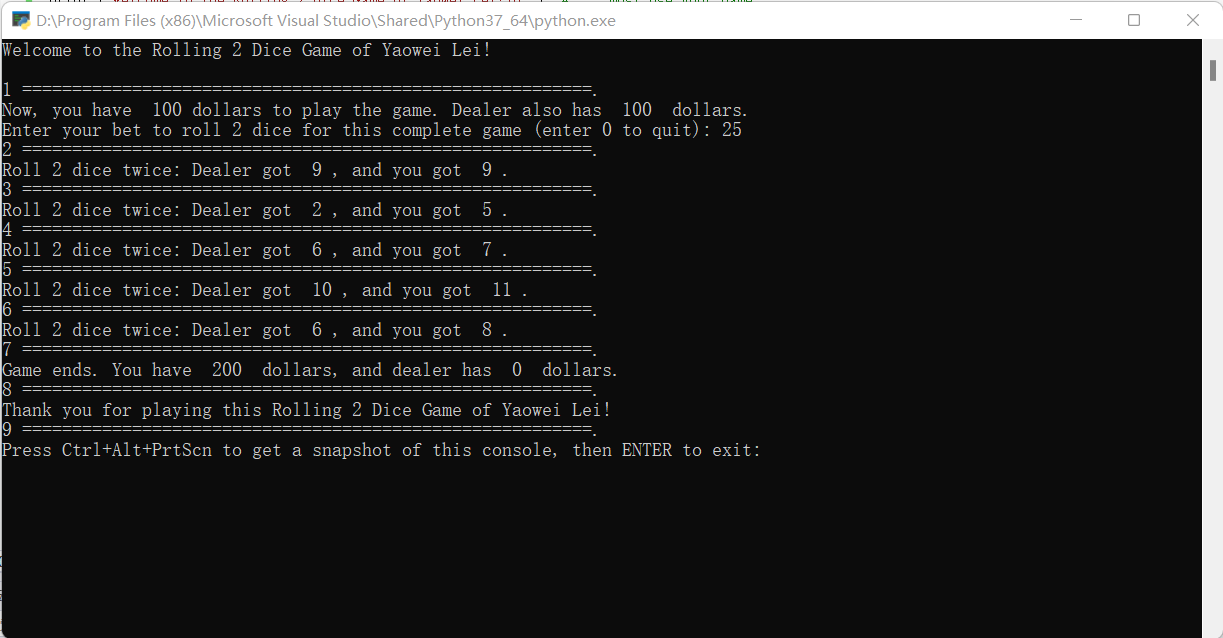 D:\Program Files (x86)\Microsoft Visual Studio\Shared\Python37_64\python.exe
Welcome to the Rolling 2 Dice Game of Yaowei Lei!
1 =========================================================.
Now, you have  100 dollars to play the game. Dealer also has  100  dollars.
Enter your bet to roll 2 dice for this complete game (enter 0 to quit): 25
2 =========================================================.
Roll 2 dice twice: Dealer got  9 , and you got  9 .
3 =========================================================.
Roll 2 dice twice: Dealer got  2 , and you got  5 .
4 =========================================================.
Roll 2 dice twice: Dealer got  6 , and you got  7 .
5 =========================================================.
Roll 2 dice twice: Dealer got  10 , and you got  11 .
6 =========================================================.
Roll 2 dice twice: Dealer got  6 , and you got  8 .
7 =========================================================.
Game ends. You have  200  dollars, and dealer has  0  dollars.
8 =========================================================.
Thank you for playing this Rolling 2 Dice Game of Yaowei Lei!
9 =========================================================.
Press Ctrl+Alt+PrtScn to get a snapshot of this console, then ENTER to exit: